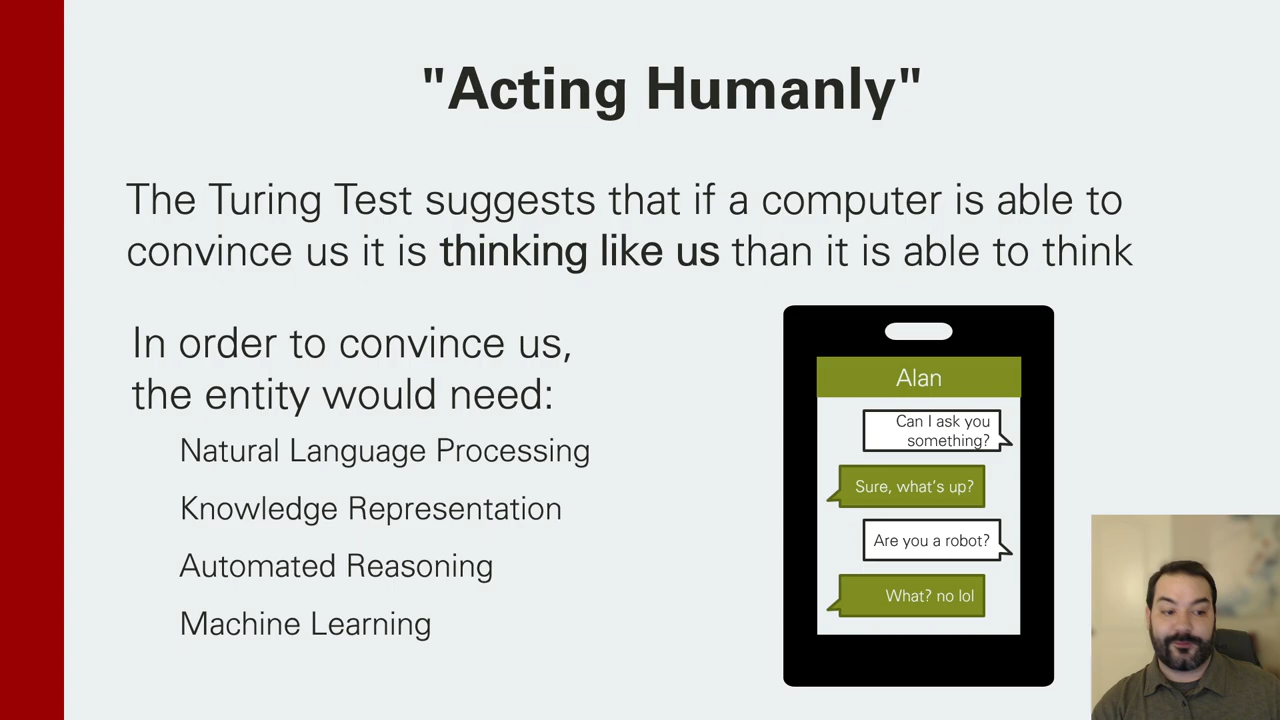 "Acting Humanly"
The Turing Test suggests that if a computer is able to
convince us it is thinking like us than it is able to think
In order to convince us,
the entity would need:
Natural Language Processing
Knowledge Representation
Automated Reasoning
Machine Learning
Alan
Can I ask you
something?
Sure, what's up?
Are you a robot?
What? no lol